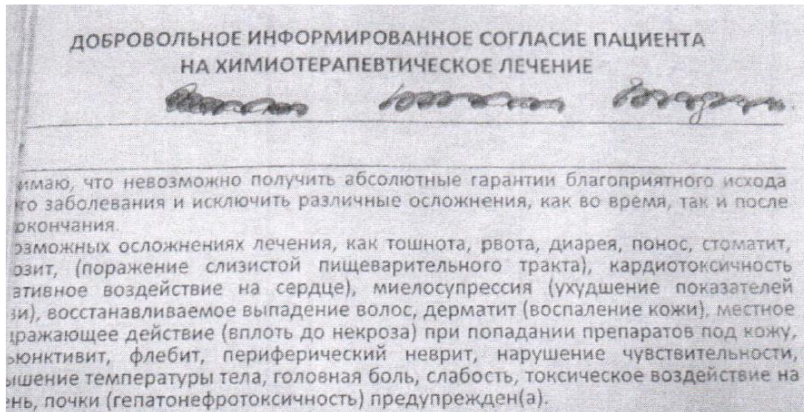 ДОБРОВОЛЬНОЕ ИНФОРМИРОВАННОЕ СОГЛАСИЕ ПАЦИЕНТА
НА ХИМИОТЕРАПЕВТИЧЕСКОЕ ЛЕЧЕНИЕ
имаю, что невозможно получить абсолютные гарантии благоприятного исхода
го заболевания и исключить различные осложнения, как во время, так и после
окончания.
озможных осложнениях лечения, как тошнота, рвота, диарея, понос, стоматит,
озит, (поражение слизистой пищеварительного тракта), кардиотоксичность
ативное воздействие на сердце), миелосупрессия (ухудшение показателей
ви), восстанавливаемое выпадение волос, дерматит (воспаление кожи), местное
дражающее действие (вплоть до некроза) при попадании препаратов под кожу,
ъюнктивит, флебит, периферический неврит, нарушение чувствительности,
ышение температуры тела, головная боль, слабость, токсическое воздействие на
ень, почки (гепатонефротоксичность) предупрежден(а).